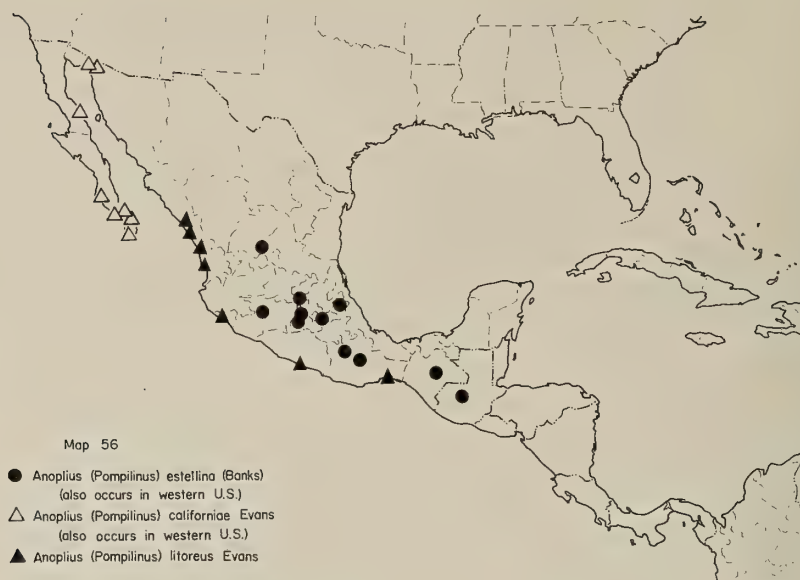 Map 56
Anoplius (Pompilinus) estellina (Banks)
(also occurs in western U.S.)
Anoplius (Pompilinus) californiae Evans
(also occurs in western U.S.)
Anoplius (Pompilinus) litoreus Evans